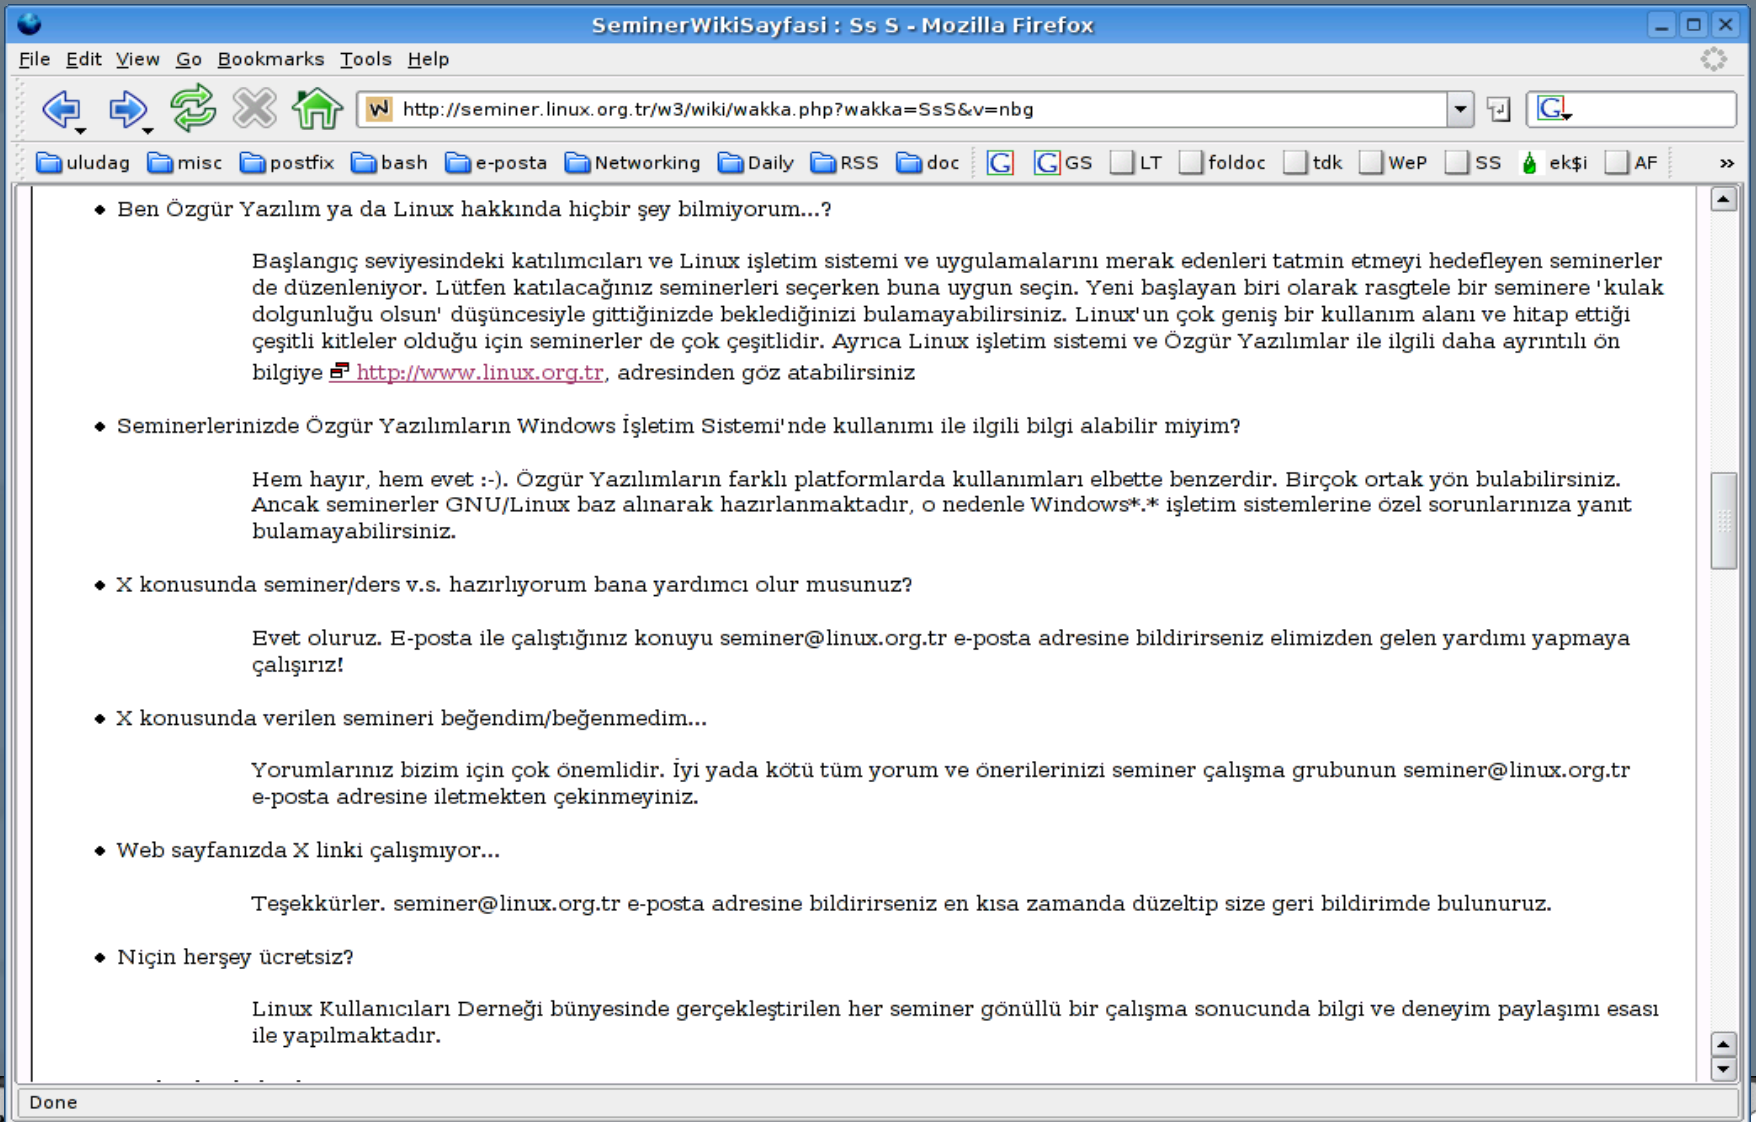 SeminerWikiSayfasi : Ss S - Mozilla Firefox
File Edit View Go Bookmarks Tools Help
http://seminer.linux.org.tr/w3/wiki/wakka.php?wakka=SsS&v=nbg
uludag misc postfix bash e-posta Networking Daily RSS doc GS LT foldoc tdk WeP SS ek$i AF »
Ben Özgür Yazılım ya da Linux hakkında hiçbir şey bilmiyorum...?
Başlangıç seviyesindeki katılımcıları ve Linux işletim sistemi ve uygulamalarını merak edenleri tatmin etmeyi hedefleyen seminerler
de düzenleniyor. Lütfen katılacağınız seminerleri seçerken buna uygun seçin. Yeni başlayan biri olarak rasgtele bir seminere 'kulak
dolgunluğu olsun' düşüncesiyle gittiğinizde beklediğinizi bulamayabilirsiniz. Linux'un çok geniş bir kullanım alanı ve hitap ettiği
çeşitli kitleler olduğu için seminerler de çok çeşitlidir. Ayrıca Linux işletim sistemi ve Özgür Yazılımlar ile ilgili daha ayrıntılı ön
bilgiye http://www.linux.org.tr, adresinden göz atabilirsiniz
Seminerlerinizde Özgür Yazılımların Windows İşletim Sistemi'nde kullanımı ile ilgili bilgi alabilir miyim?
Hem hayır, hem evet :-). Özgür Yazılımların farklı platformlarda kullanımları elbette benzerdir. Birçok ortak yön bulabilirsiniz.
Ancak seminerler GNU/Linux baz alınarak hazırlanmaktadır, o nedenle Windows*.* işletim sistemlerine özel sorunlarınıza yanıt
bulamayabilirsiniz.
X konusunda seminer/ders v.s. hazırlıyorum bana yardımcı olur musunuz?
Evet oluruz. E-posta ile çalıştığınız konuyu seminer@linux.org.tr e-posta adresine bildirirseniz elimizden gelen yardımı yapmaya
çalışırız!
X konusunda verilen semineri beğendim/beğenmedim...
Yorumlarınız bizim için çok önemlidir. İyi yada kötü tüm yorum ve önerilerinizi seminer çalışma grubunun seminer@linux.org.tr
e-posta adresine iletmekten çekinmeyiniz.
Web sayfanızda X linki çalışmıyor...
Teşekkürler. seminer@linux.org.tr e-posta adresine bildirirseniz en kısa zamanda düzeltip size geri bildirimde bulunuruz.
Niçin herşey ücretsiz?
Linux Kullanıcıları Derneği bünyesinde gerçekleştirilen her seminer gönüllü bir çalışma sonucunda bilgi ve deneyim paylaşımı esası
ile yapılmaktadır.
Done